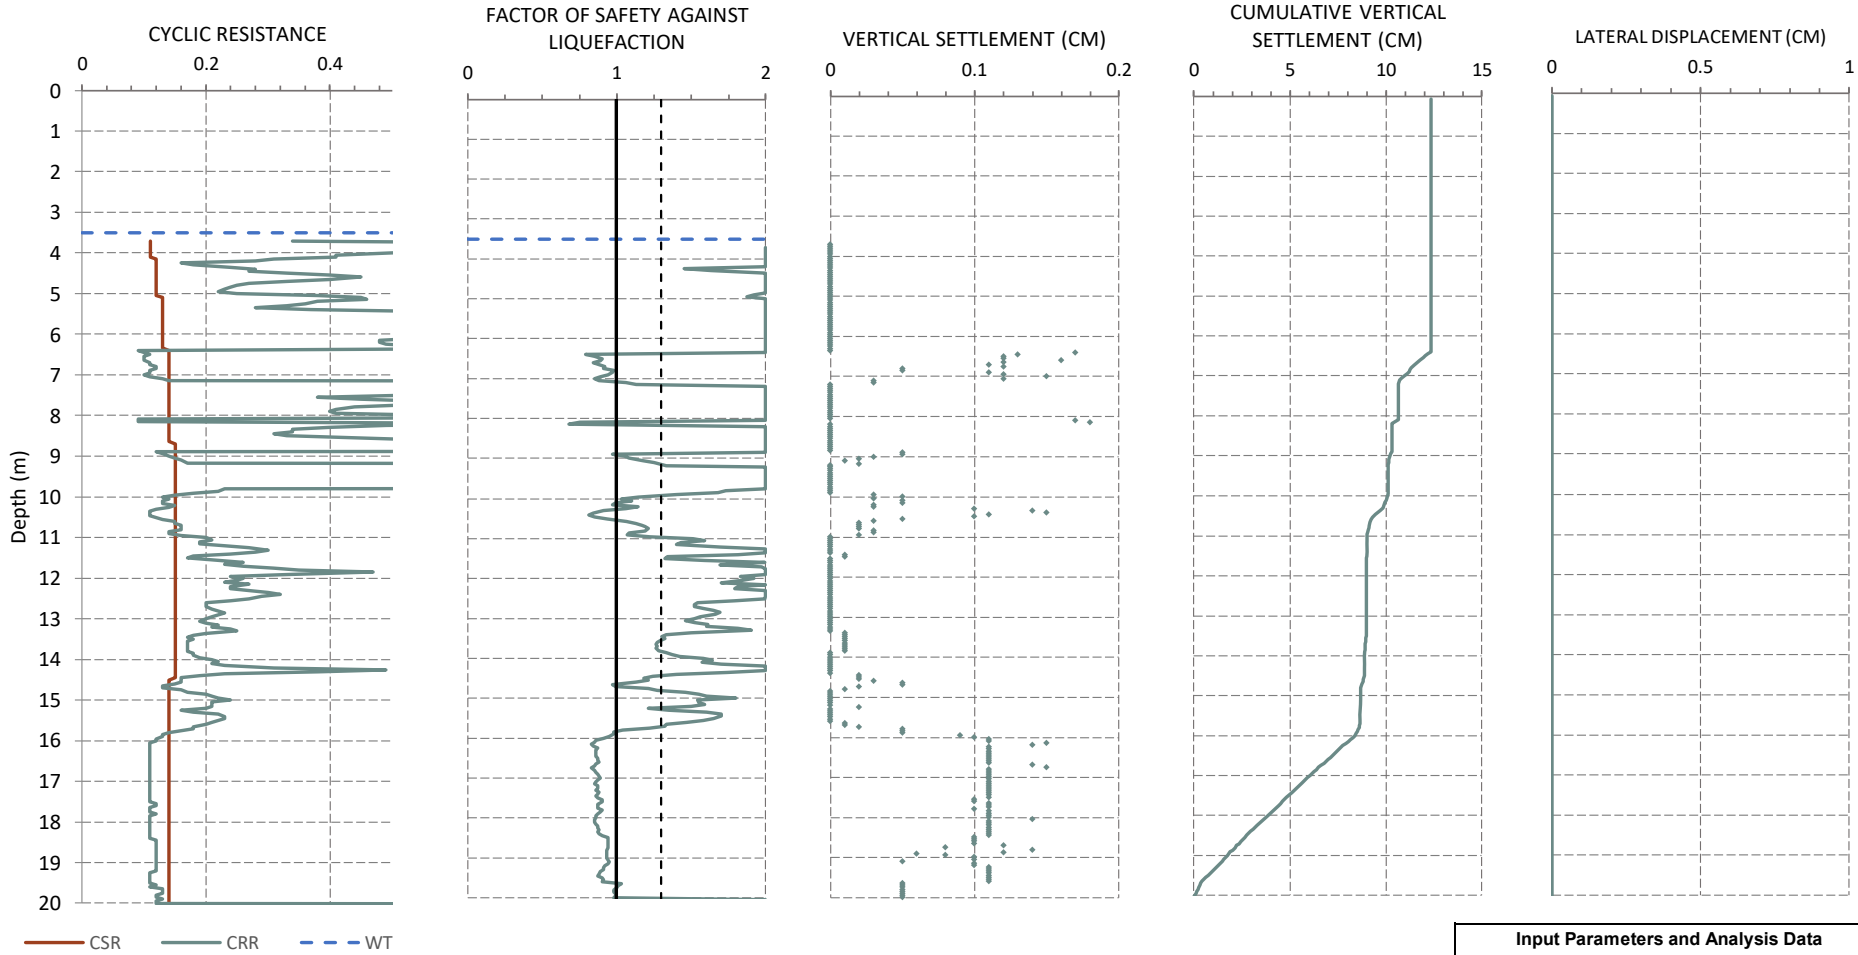 CYCLIC RESISTANCE
0 0.2 0.4
FACTOR OF SAFETY AGAINST
LIQUEFACTION
0 1 2
VERTICAL SETTLEMENT (CM)
0 0.1 0.2
CUMULATIVE VERTICAL
SETTLEMENT (CM)
0 5 10 15
LATERAL DISPLACEMENT (CM)
0 0.5 1
Depth (m)
0
1
2
3
4
5
6
7
8
9
10
11
12
13
14
15
16
17
18
19
20
CSR CRR WT
Input Parameters and Analysis Data